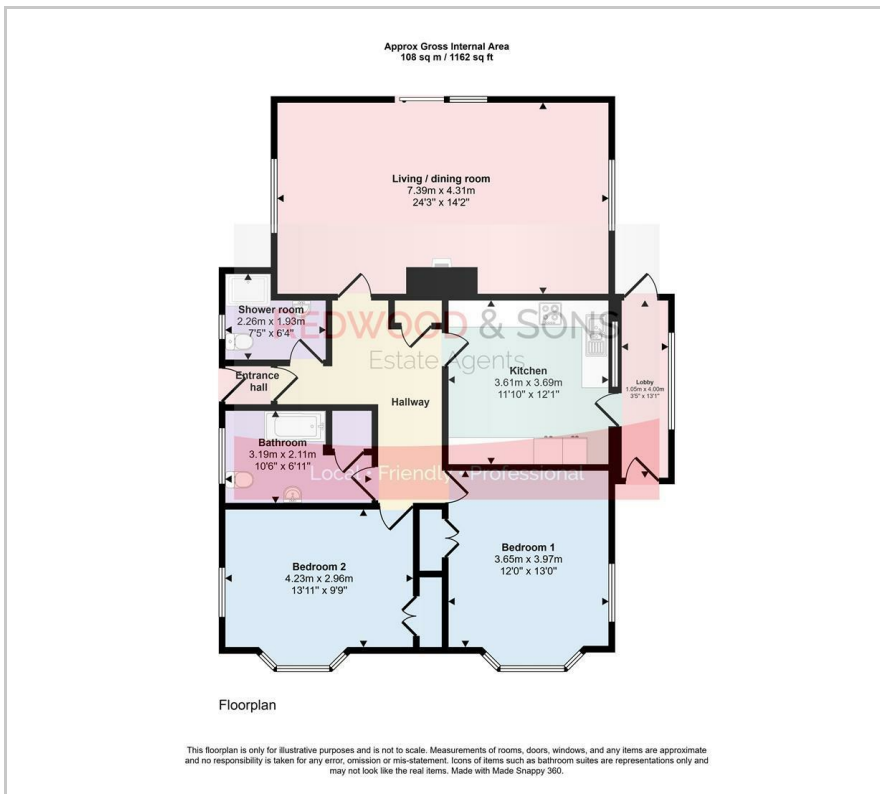 Approx Gross Internal Area
108 sq m / 1162 sq ft
Living / dining room
7.39m x 4.31m
24'3" x 14'2"
Shower room
2.26m x 1.93m
7'5" x 6'4"
REDWOOD & SONS
Estate Agents
Entrance
hall
Hallway
Kitchen
3.61m x 3.69m
11'10" x 12'1"
Lobby
1.05m x 4.00m
3'5" x 13'1"
Bathroom
3.19m x 2.11m
10'6" x 6'11"
Local • Friendly • Professional
Bedroom 2
4.23m x 2.96m
13'11" x 9'9"
Bedroom 1
3.65m x 3.97m
12'0" x 13'0"
Floorplan
This floorplan is only for illustrative purposes and is not to scale. Measurements of rooms, doors, windows, and any items are approximate
and no responsibility is taken for any error, omission or mis-statement. Icons of items such as bathroom suites are representations only and
may not look like the real items. Made with Made Snappy 360.